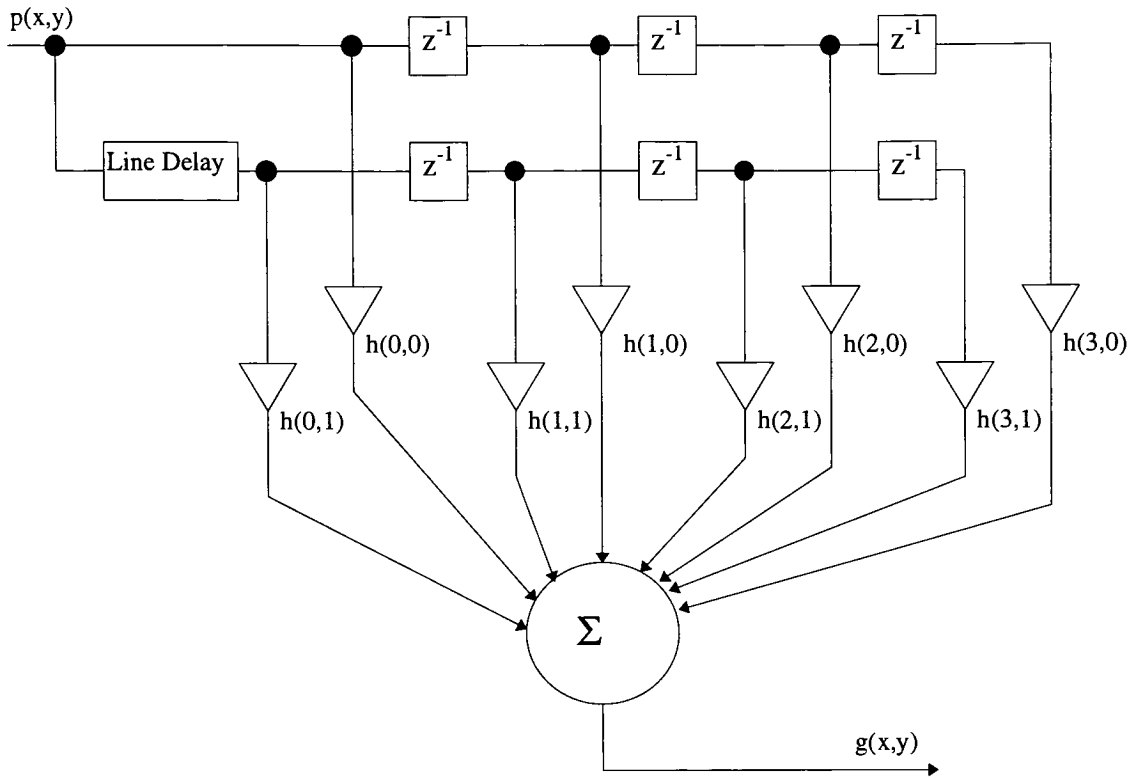 p(x,y)
z⁻¹ z⁻¹ z⁻¹
Line Delay z⁻¹ z⁻¹ z⁻¹
h(0,0) h(1,0) h(2,0) h(3,0)
h(0,1) h(1,1) h(2,1) h(3,1)
Σ
g(x,y)